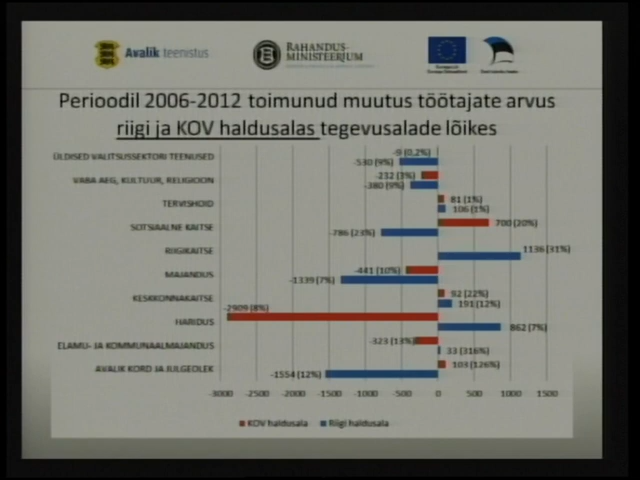 Avalik teenistus
RAHANDUS-
MINISTEERIUM
Perioodil 2006-2012 toimunud muutus töötajate arvus
riigi ja KOV haldusalas tegevusalade lõikes
ÜLDISED VALITSUSSEKTORI TEENUSED
-9 (0,2%)
-530 (9%)
VABA AEG, KULTUUR, RELIGIOON
-232 (3%)
-380 (9%)
TERVISHOID
81 (1%)
106 (1%)
SOTSIAALNE KAITSE
700 (20%)
-786 (23%)
RIIGIKAITSE
1136 (31%)
MAJANDUS
-441 (10%)
-1339 (7%)
KESKKONNAKAITSE
92 (22%)
191 (12%)
HARIDUS
-2909 (8%)
862 (7%)
ELAMU- JA KOMMUNAALMAJANDUS
-323 (13%)
33 (316%)
AVALIK KORD JA JULGEOLEK
103 (126%)
-1554 (12%)
-3000 -2500 -2000 -1500 -1000 -500 0 500 1000 1500
KOV haldusala Riigi haldusala